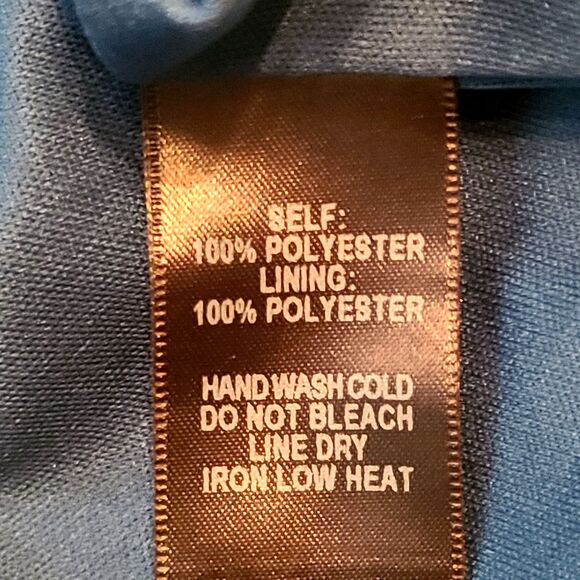 SELF:
100% POLYESTER
LINING:
100% POLYESTER
HAND WASH COLD
DO NOT BLEACH
LINE DRY
IRON LOW HEAT